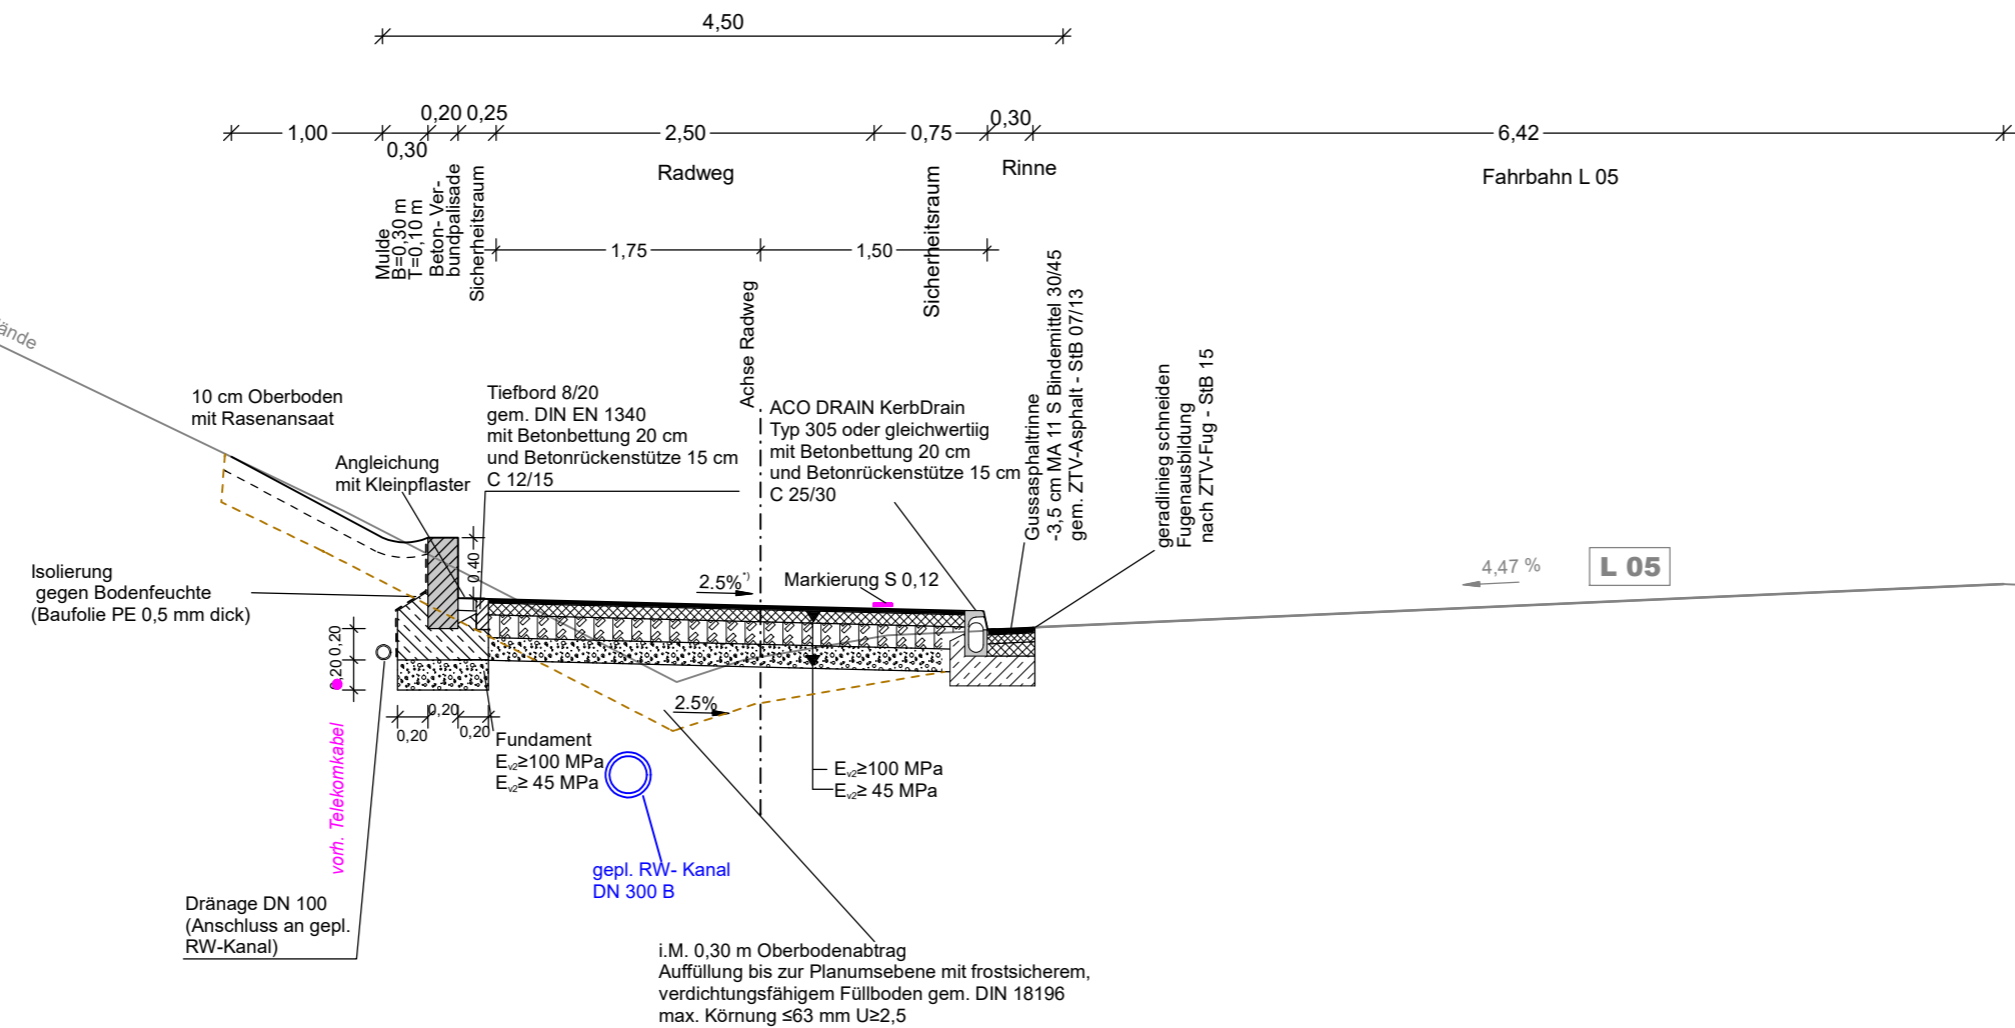 4,50
0,20 0,25
1,00
0,30
2,50
0,75
0,30
6,42
Radweg
Rinne
Fahrbahn L 05
Mulde
B=0,30 m
T=0,10 m
Beton- Ver-
bundpalisade
Sicherheitsraum
1,75
1,50
Sicherheitsraum
Achse Radweg
ände
10 cm Oberboden
mit Rasenansaat
Angleichung
mit Kleinpflaster
Tiefbord 8/20
gem. DIN EN 1340
mit Betonbettung 20 cm
und Betonrückenstütze 15 cm
C 12/15
ACO DRAIN KerbDrain
Typ 305 oder gleichwertiig
mit Betonbettung 20 cm
und Betonrückenstütze 15 cm
C 25/30
Gussasphaltrinne
-3,5 cm MA 11 S Bindemittel 30/45
gem. ZTV-Asphalt - StB 07/13
geradlinieg schneiden
Fugenausbildung
nach ZTV-Fug - StB 15
Isolierung
gegen Bodenfeuchte
(Baufolie PE 0,5 mm dick)
0,40
2.5%*)
Markierung S 0,12
4,47 %
L 05
0,20
0,20
0,20
0,20
0,20
2.5%
vorh. Telekomkabel
Fundament
Ev2≥100 MPa
Ev2≥ 45 MPa
Ev2≥100 MPa
Ev2≥ 45 MPa
gepl. RW- Kanal
DN 300 B
Dränage DN 100
(Anschluss an gepl.
RW-Kanal)
i.M. 0,30 m Oberbodenabtrag
Auffüllung bis zur Planumsebene mit frostsicherem,
verdichtungsfähigem Füllboden gem. DIN 18196
max. Körnung ≤63 mm U≥2,5